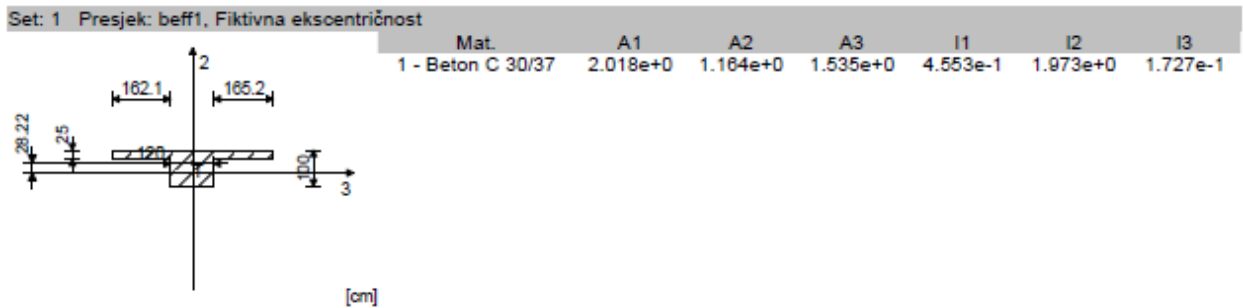 Set: 1 Presjek: beff1, Fiktivna ekscentričnost
Mat. A1 A2 A3 I1 I2 I3
1 - Beton C 30/37 2.018e+0 1.164e+0 1.535e+0 4.553e-1 1.973e+0 1.727e-1
2
162.1 165.2
28.22
25
120
T
100
3
[cm]